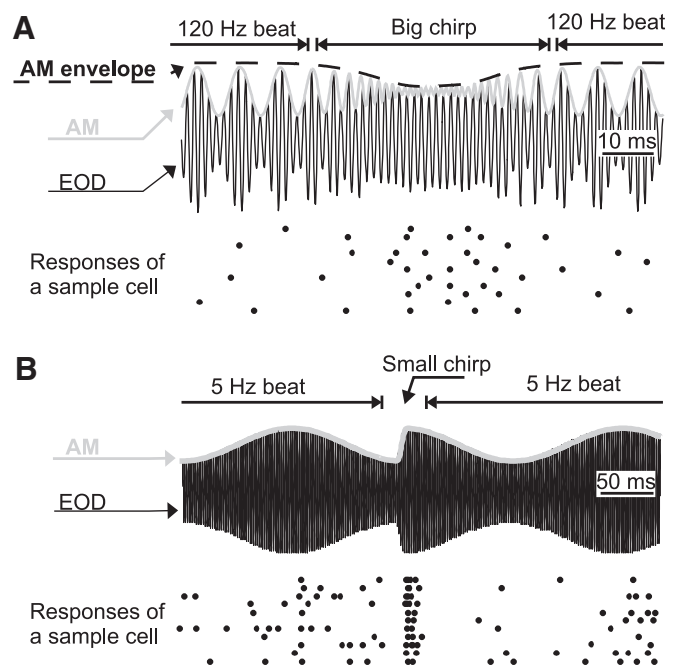 A
120 Hz beat
Big chirp
120 Hz beat
AM envelope
AM
10 ms
EOD
Responses of
a sample cell
B
Small chirp
5 Hz beat
5 Hz beat
AM
50 ms
EOD
Responses of
a sample cell